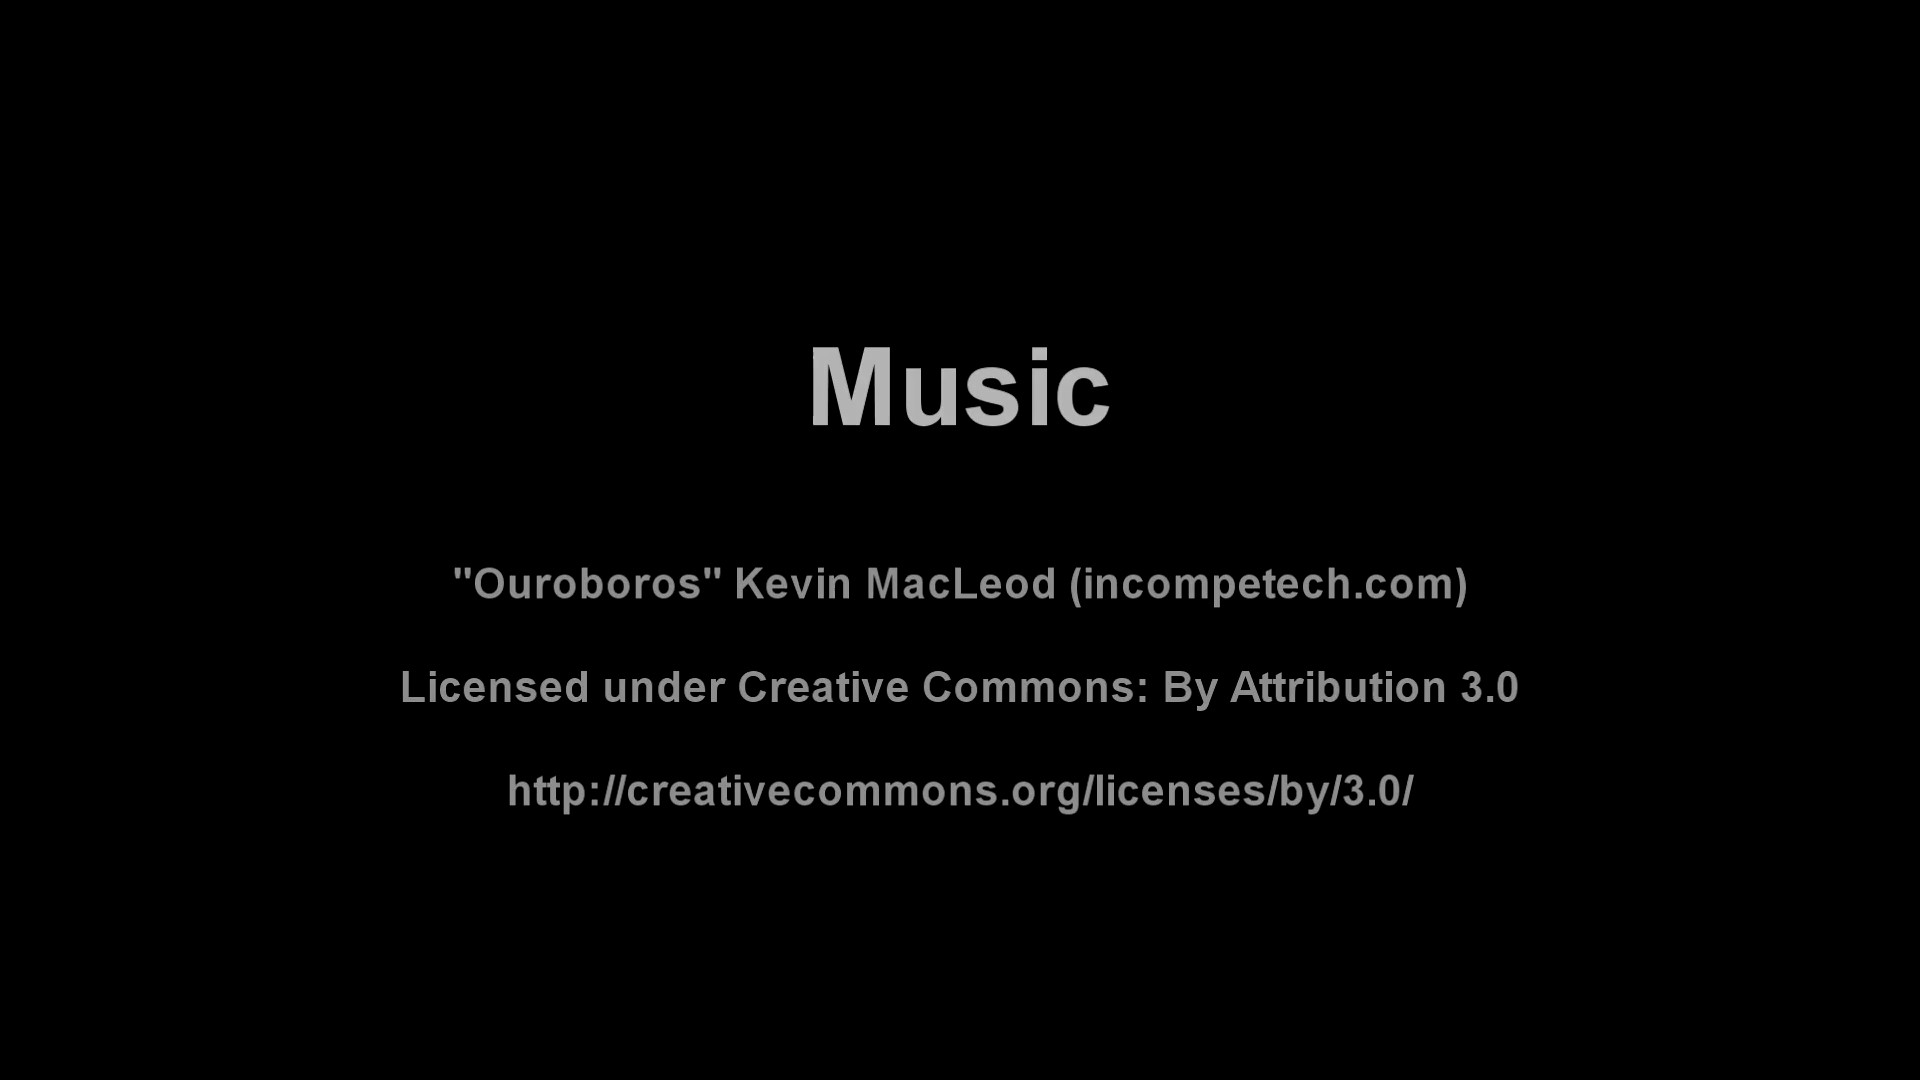 Music
"Ouroboros" Kevin MacLeod (incompetech.com)
Licensed under Creative Commons: By Attribution 3.0
http://creativecommons.org/licenses/by/3.0/